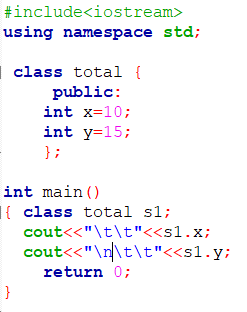 #include<iostream>
using namespace std;
class total {
public:
int x=10;
int y=15;
};
int main()
{ class total s1;
cout<<"\t\t"<<s1.x;
cout<<"\n\t\t"<<s1.y;
return 0;
}